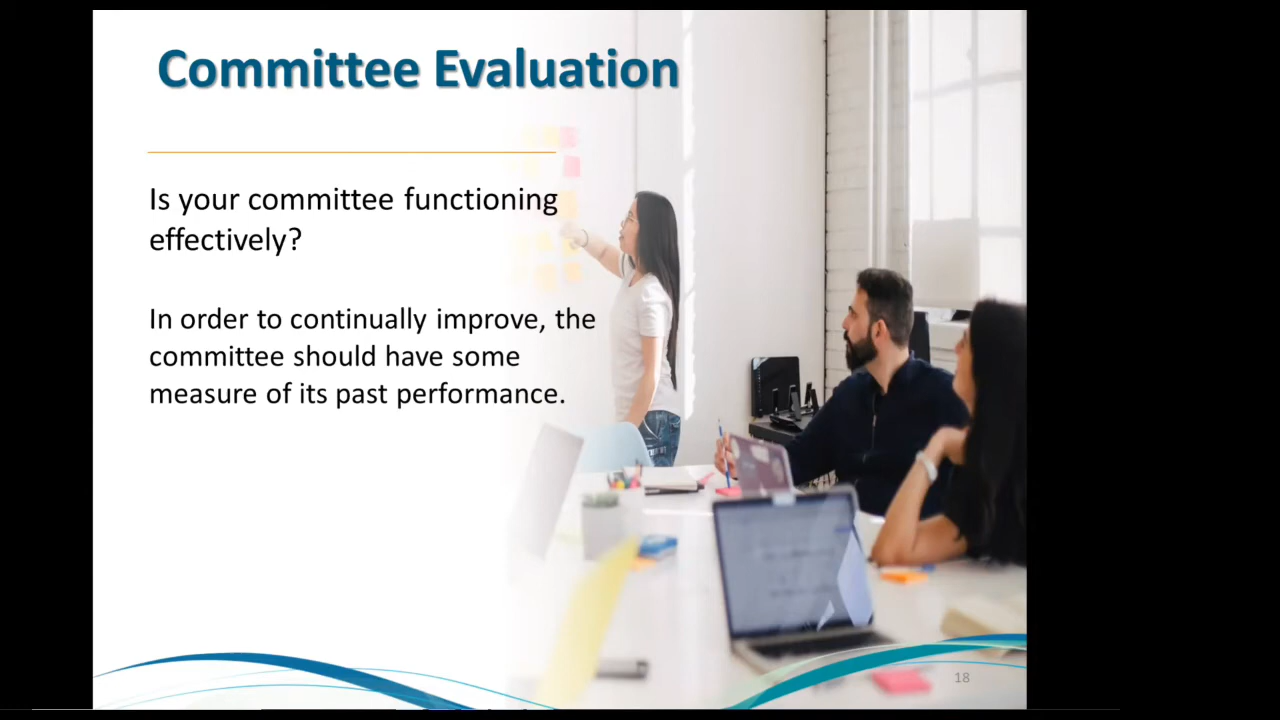 Committee Evaluation
Is your committee functioning
effectively?
In order to continually improve, the
committee should have some
measure of its past performance.
18